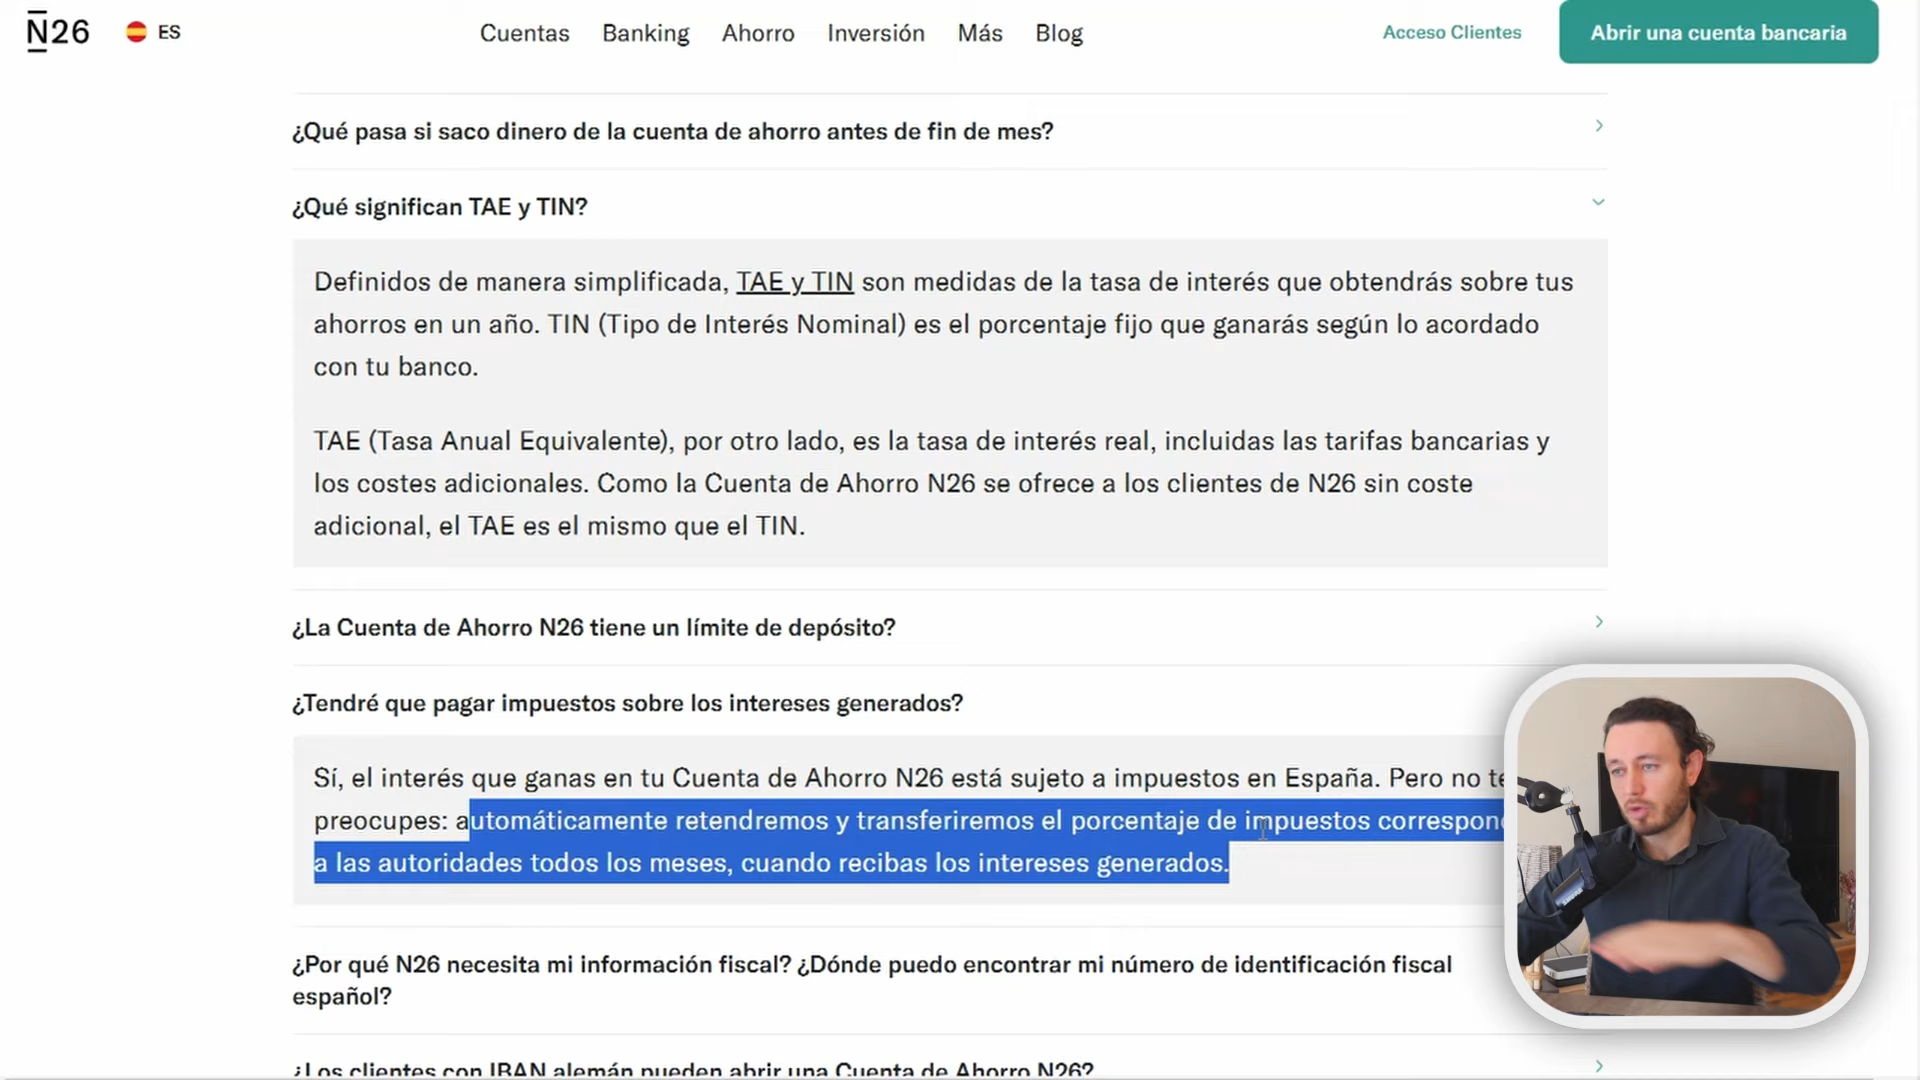 N26
ES
Cuentas Banking Ahorro Inversión Más Blog
Acceso Clientes
Abrir una cuenta bancaria
¿Qué pasa si saco dinero de la cuenta de ahorro antes de fin de mes?
¿Qué significan TAE y TIN?
Definidos de manera simplificada, TAE y TIN son medidas de la tasa de interés que obtendrás sobre tus
ahorros en un año. TIN (Tipo de Interés Nominal) es el porcentaje fijo que ganarás según lo acordado
con tu banco.
TAE (Tasa Anual Equivalente), por otro lado, es la tasa de interés real, incluidas las tarifas bancarias y
los costes adicionales. Como la Cuenta de Ahorro N26 se ofrece a los clientes de N26 sin coste
adicional, el TAE es el mismo que el TIN.
¿La Cuenta de Ahorro N26 tiene un límite de depósito?
¿Tendré que pagar impuestos sobre los intereses generados?
Sí, el interés que ganas en tu Cuenta de Ahorro N26 está sujeto a impuestos en España. Pero no te
preocupes: automáticamente retendremos y transferiremos el porcentaje de impuestos
a las autoridades todos los meses, cuando recibas los intereses generados.
¿Por qué N26 necesita mi información fiscal? ¿Dónde puedo encontrar mi número de identificación fiscal
español?
¿Los clientes con IBAN alemán pueden abrir una Cuenta de Ahorro N26?